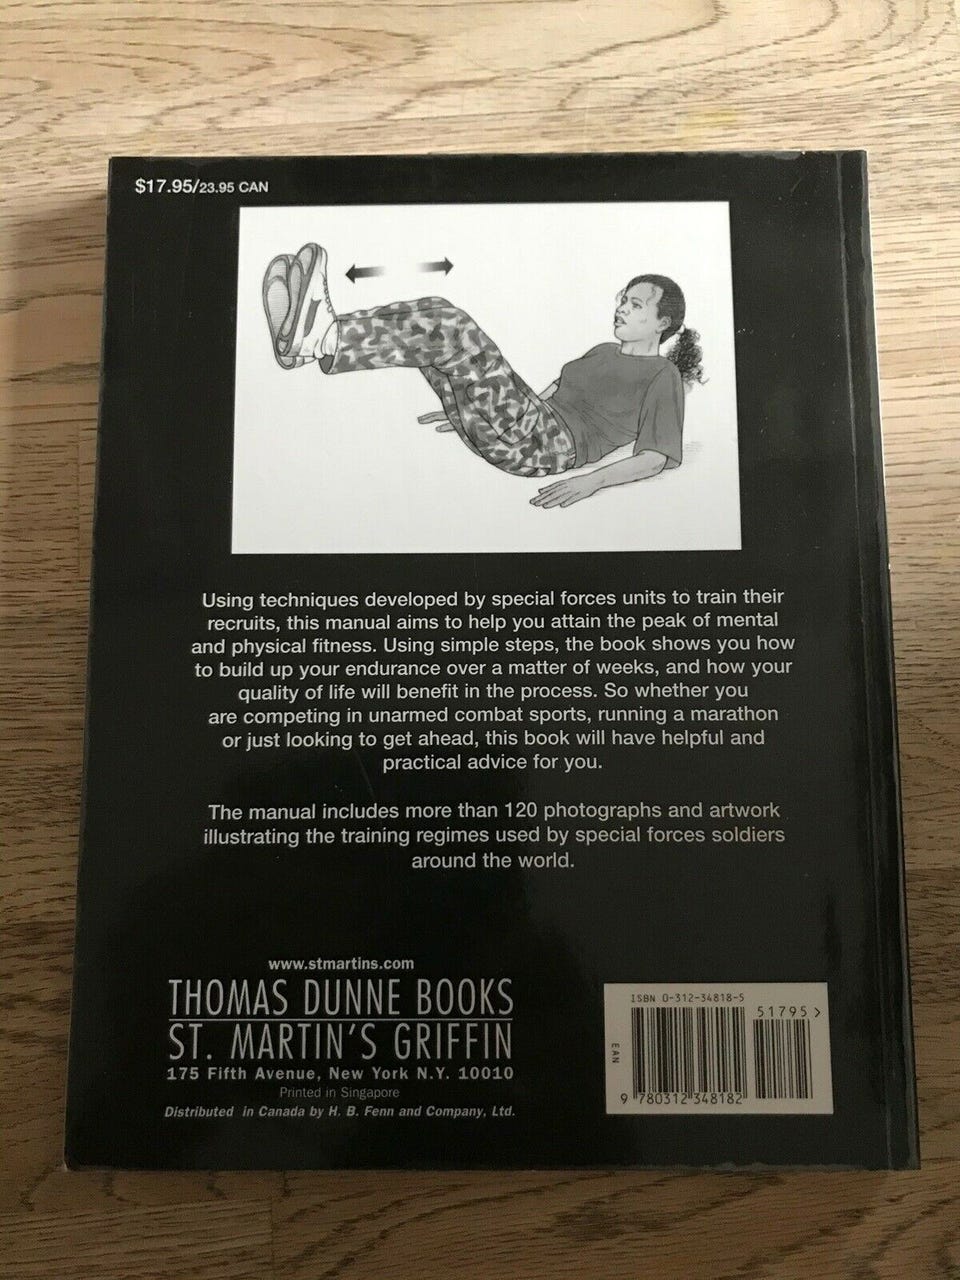 $17.95/23.95 CAN
Using techniques developed by special forces units to train their
recruits, this manual aims to help you attain the peak of mental
and physical fitness. Using simple steps, the book shows you how
to build up your endurance over a matter of weeks, and how your
quality of life will benefit in the process. So whether you
are competing in unarmed combat sports, running a marathon
or just looking to get ahead, this book will have helpful and
practical advice for you.
The manual includes more than 120 photographs and artwork
illustrating the training regimes used by special forces soldiers
around the world.
www.stmartins.com
THOMAS DUNNE BOOKS
ST. MARTIN'S GRIFFIN
175 Fifth Avenue, New York N.Y. 10010
Printed in Singapore
Distributed in Canada by H. B. Fenn and Company, Ltd.
ISBN 0-312-34818-5
51795>
EAN
9 780312 348182